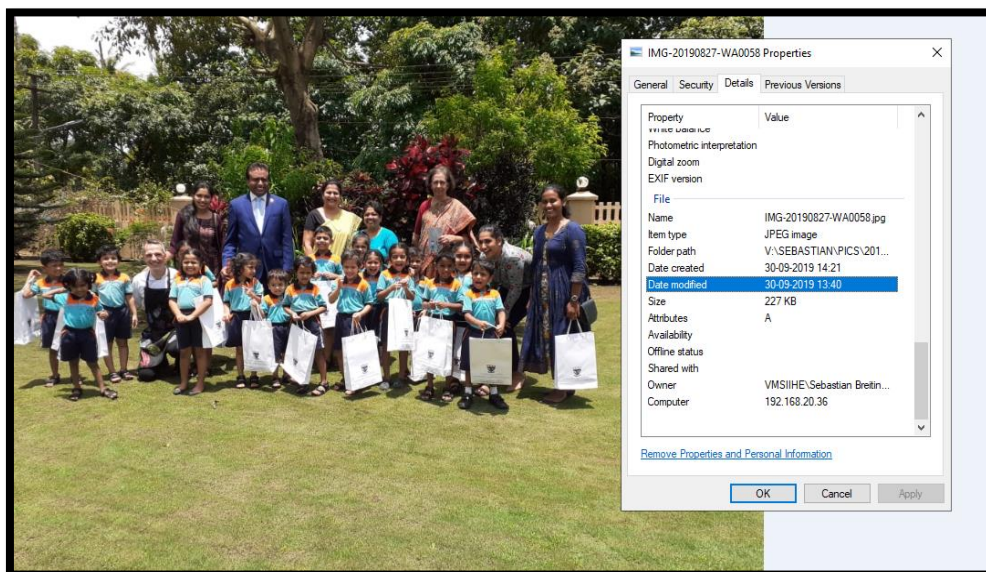 IMG-20190827-WA0058 Properties
General Security Details Previous Versions
Property Value
White balance
Photometric interpretation
Digital zoom
EXIF version
File
Name IMG-20190827-WA0058.jpg
Item type JPEG image
Folder path V:\SEBASTIAN\PICS\201...
Date created 30-09-2019 14:21
Date modified 30-09-2019 13:40
Size 227 KB
Attributes A
Availability
Offline status
Shared with
Owner VMSIIHE\Sebastian Breitin...
Computer 192.168.20.36
Remove Properties and Personal Information
OK Cancel Apply